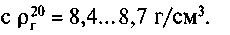 с ρ_г^20 = 8,4...8,7 г/см³.